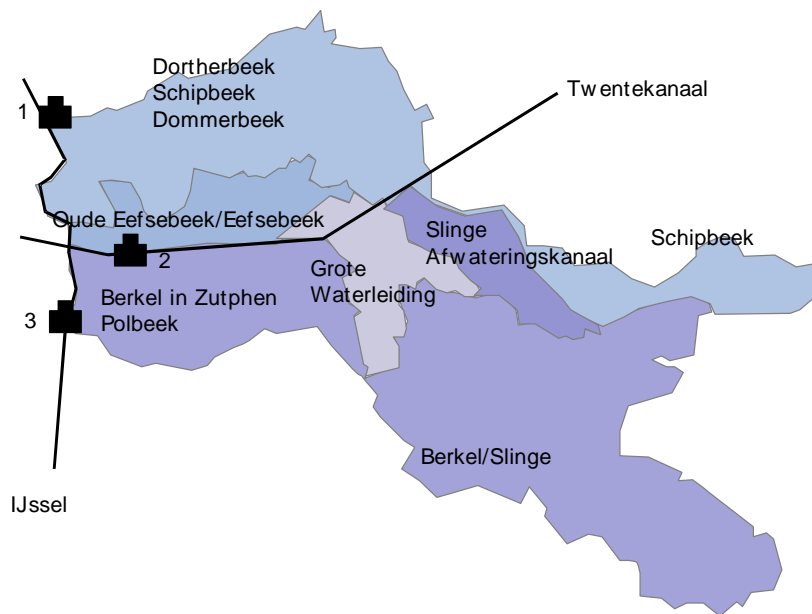 Dortherbeek
Schipbeek
Dommerbeek
Twentekanaal
1
Oude Eefsebeek/Eefsebeek
Slinge
Afwateringskanaal
Schipbeek
2
Grote
Waterleiding
Berkel in Zutphen
Polbeek
3
Berkel/Slinge
IJssel